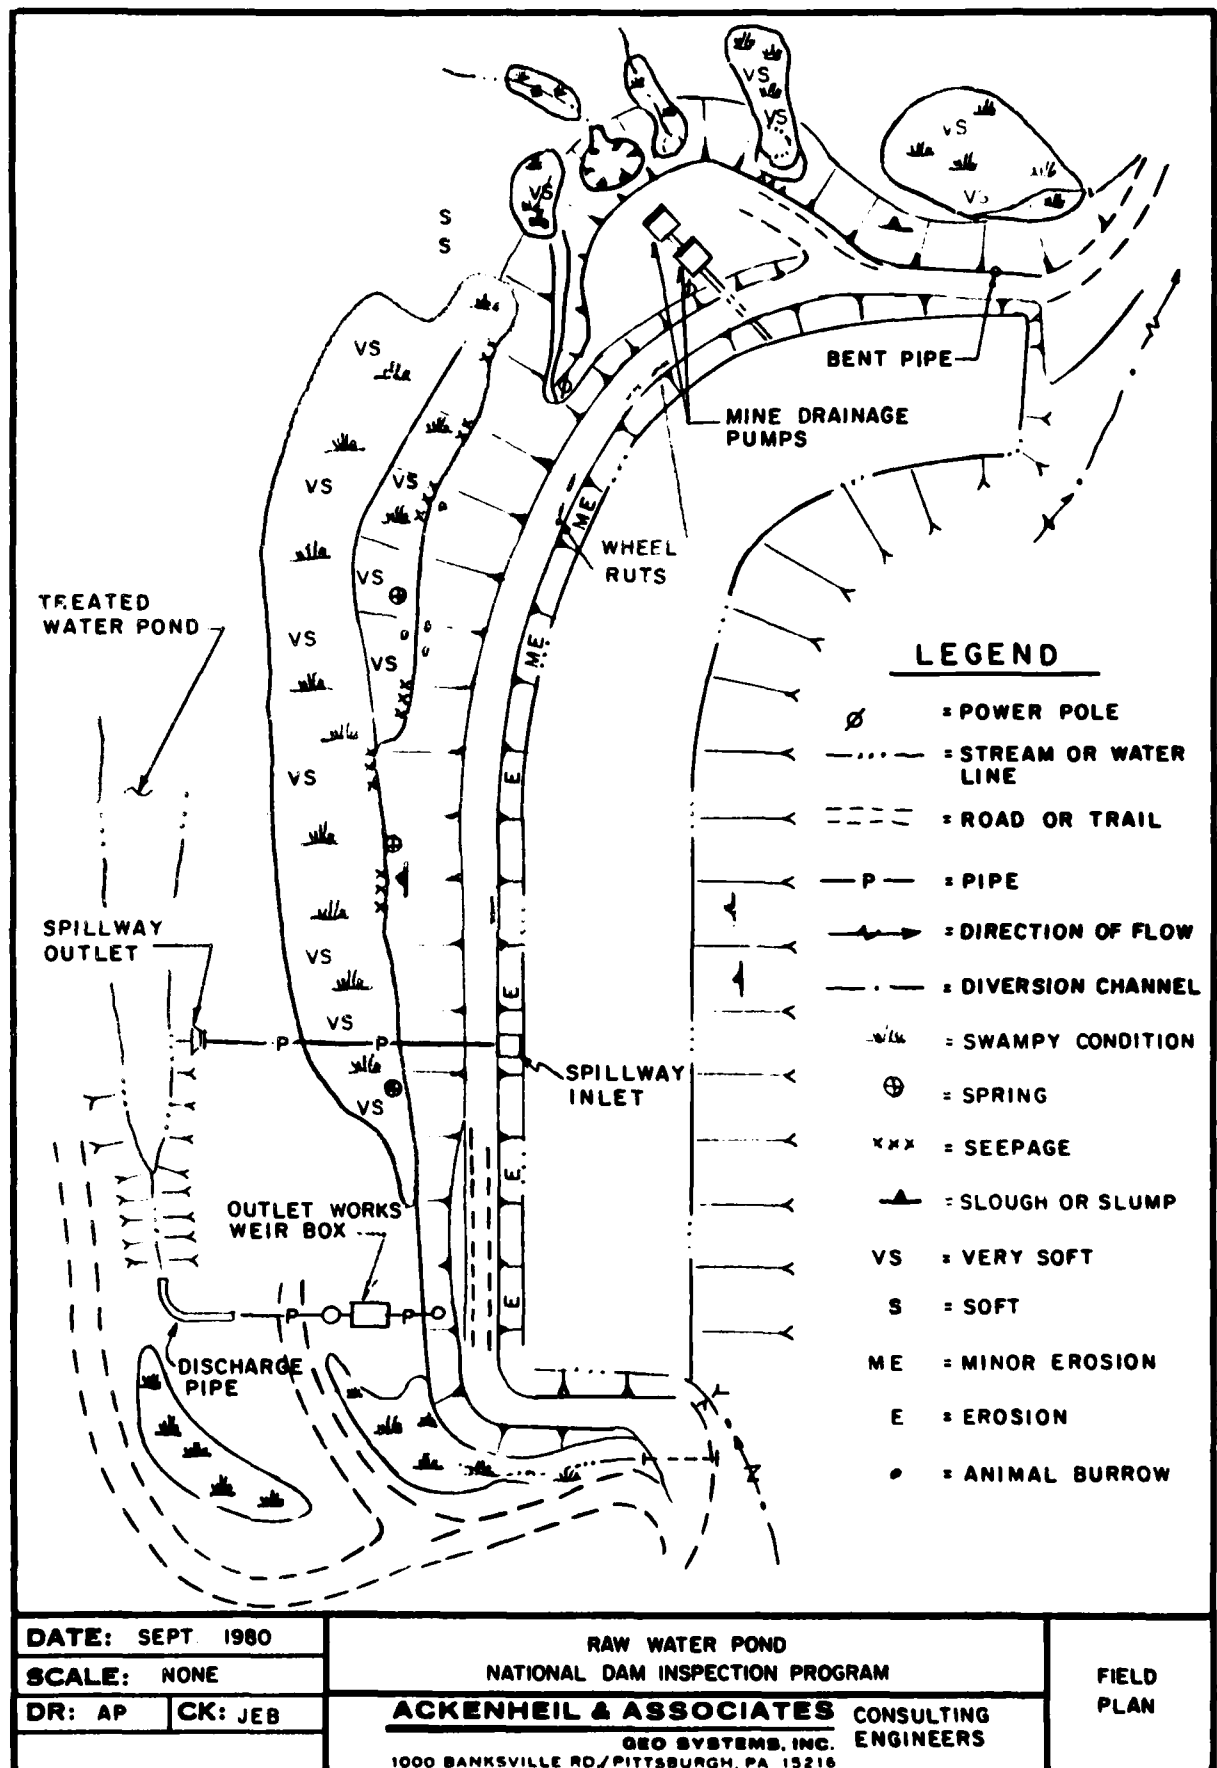 VS
VS
VS
VS
VS
S
S
VS
BENT PIPE
MINE DRAINAGE
PUMPS
VS
VS
ME
WHEEL
RUTS
VS
TREATED
WATER POND
VS
ME
VS
LEGEND
= POWER POLE
= STREAM OR WATER
LINE
VS
E
= ROAD OR TRAIL
P = PIPE
SPILLWAY
OUTLET
= DIRECTION OF FLOW
VS
E
= DIVERSION CHANNEL
VS
P P
= SWAMPY CONDITION
SPILLWAY
INLET
VS
= SPRING
E
= SEEPAGE
OUTLET WORKS
WEIR BOX
= SLOUGH OR SLUMP
VS = VERY SOFT
E
P P
S = SOFT
DISCHARGE
PIPE
ME = MINOR EROSION
E = EROSION
= ANIMAL BURROW
DATE: SEPT 1980
SCALE: NONE
DR: AP CK: JEB
RAW WATER POND
NATIONAL DAM INSPECTION PROGRAM
ACKENHEIL & ASSOCIATES
GEO SYSTEMS, INC.
1000 BANKSVILLE RD./PITTSBURGH, PA 15216
CONSULTING
ENGINEERS
FIELD
PLAN